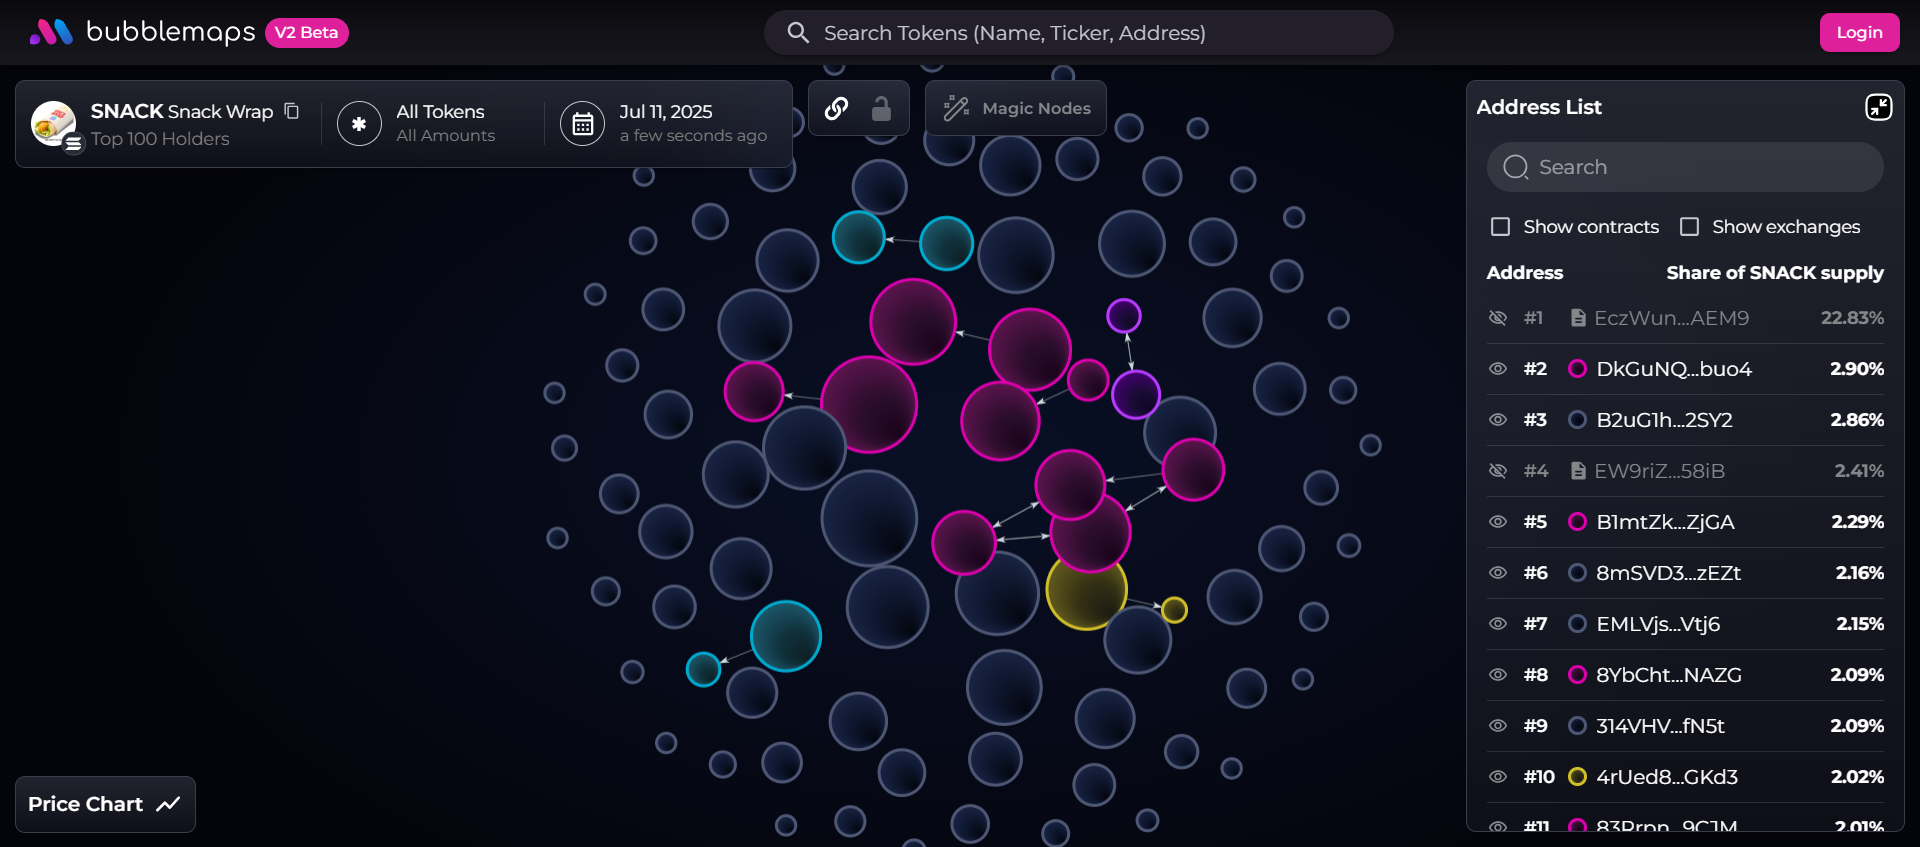 bubblemaps V2 Beta
Search Tokens (Name, Ticker, Address)
Login
SNACK Snack Wrap
Top 100 Holders
All Tokens
All Amounts
Jul 11, 2025
a few seconds ago
Magic Nodes
Address List
Search
Show contracts
Show exchanges
Address Share of SNACK supply
#1 EczWun...AEM9 22.83%
#2 DkGuNQ...buo4 2.90%
#3 B2uG1h...2SY2 2.86%
#4 EW9riZ...58iB 2.41%
#5 B1mtZk...ZjGA 2.29%
#6 8mSVD3...zEZt 2.16%
#7 EMLVjs...Vtj6 2.15%
#8 8YbCht...NAZG 2.09%
#9 314VHV...fN5t 2.09%
#10 4rUed8...GKd3 2.02%
#11 2.01%
Price Chart